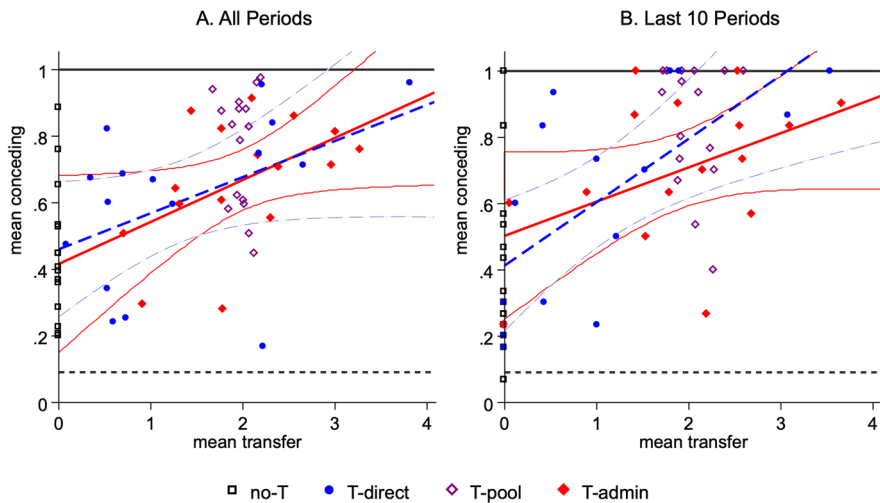 A. All Periods
mean conceding
1
.8
.6
.4
.2
0
0 1 2 3 4
mean transfer
B. Last 10 Periods
mean conceding
1
.8
.6
.4
.2
0
0 1 2 3 4
mean transfer
no-T T-direct T-pool T-admin